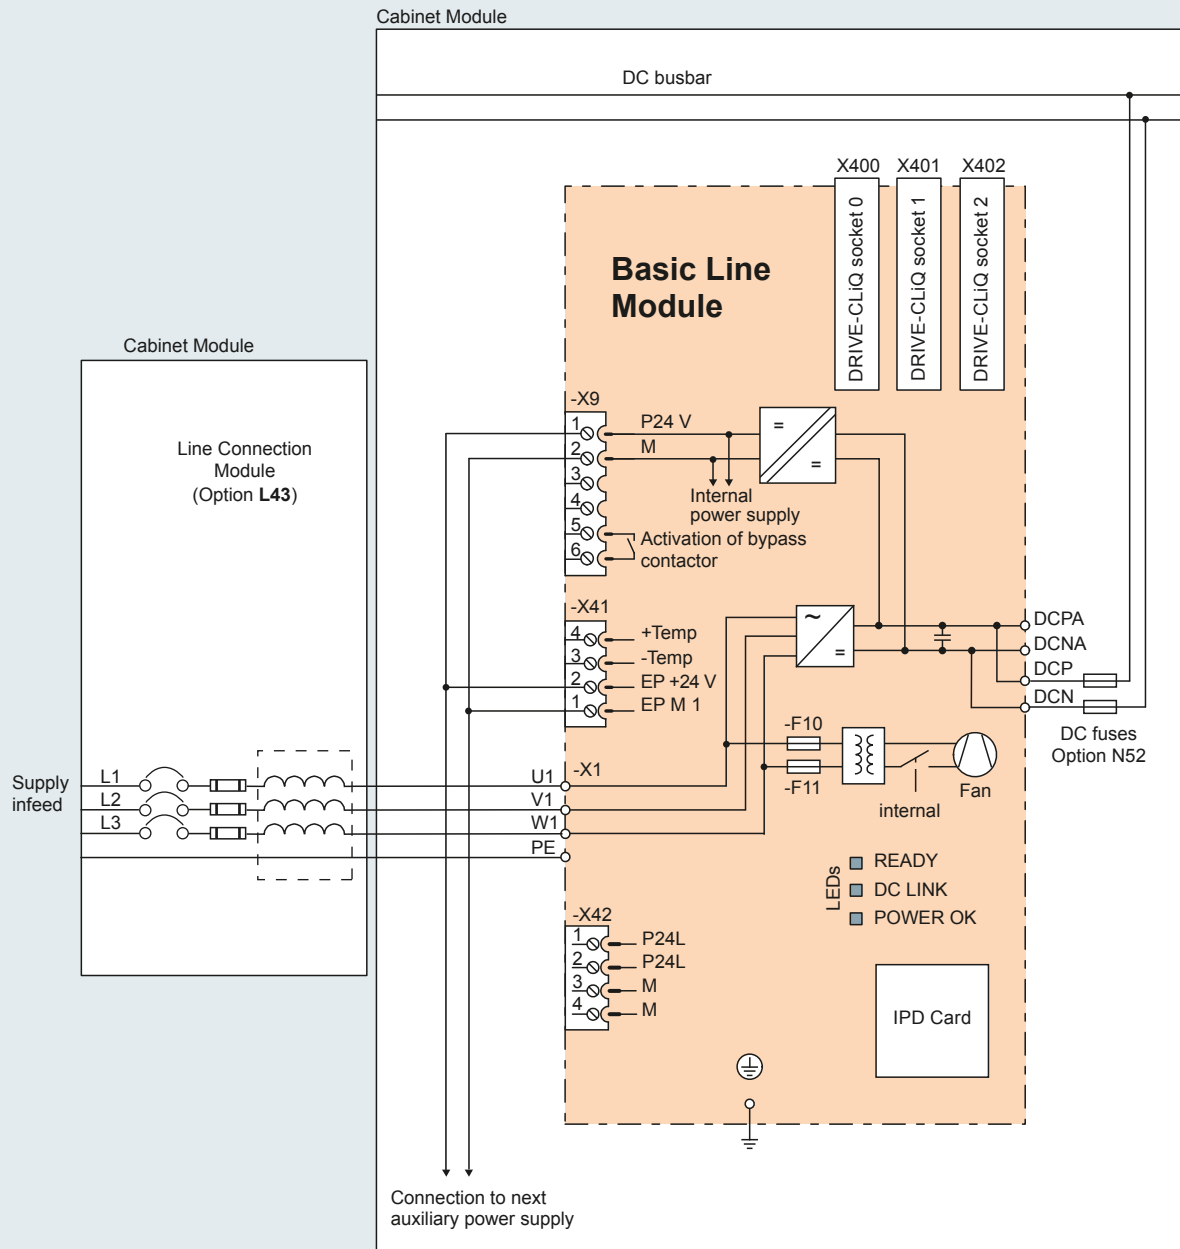 Cabinet Module
DC busbar
X400
X401
X402
DRIVE-CLiQ socket 0
DRIVE-CLiQ socket 1
DRIVE-CLiQ socket 2
Basic Line
Module
Cabinet Module
Line Connection
Module
(Option L43)
-X9
1
2
3
4
5
6
P24 V
M
=
=
Internal
power supply
Activation of bypass
contactor
-X41
4
3
2
1
+Temp
-Temp
EP +24 V
EP M 1
~
=
DCPA
DCNA
DCP
DCN
DC fuses
Option N52
-F10
-F11
internal
Fan
Supply
infeed
L1
L2
L3
-X1
U1
V1
W1
PE
LEDs
READY
DC LINK
POWER OK
-X42
1
2
3
4
P24L
P24L
M
M
IPD Card
Connection to next
auxiliary power supply